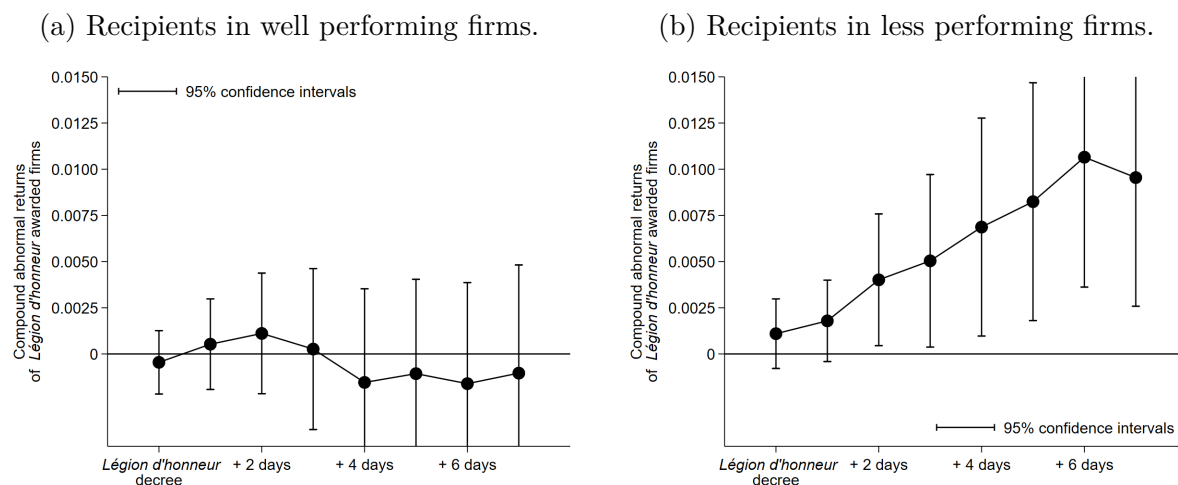 (a) Recipients in well performing firms.
0.0150
0.0125
0.0100
0.0075
0.0050
0.0025
0
Compound abnormal returns
of Légion d'honneur awarded firms
95% confidence intervals
Légion d'honneur
decree
+ 2 days
+ 4 days
+ 6 days
(b) Recipients in less performing firms.
0.0150
0.0125
0.0100
0.0075
0.0050
0.0025
0
Compound abnormal returns
of Légion d'honneur awarded firms
95% confidence intervals
Légion d'honneur
decree
+ 2 days
+ 4 days
+ 6 days